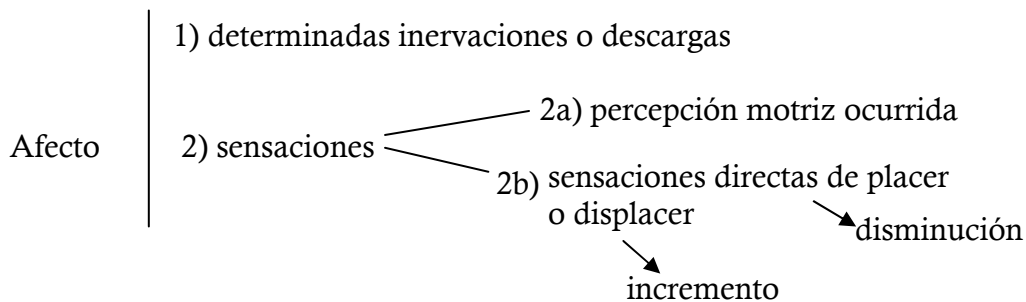 1) determinadas inervaciones o descargas
2a) percepción motriz ocurrida
Afecto
2) sensaciones
2b) sensaciones directas de placer
o displacer
disminución
incremento